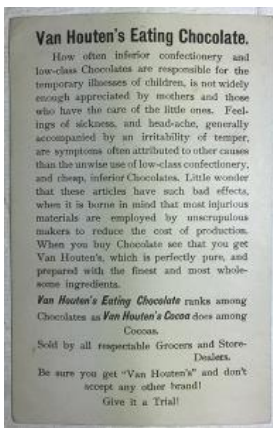 Van Houten's Eating Chocolate.
How often inferior confectionery and
low-class Chocolates are responsible for the
temporary illnesses of children, is not widely
enough appreciated by mothers and those
who have the care of the little ones. Feel-
ings of sickness, and head-ache, generally
accompanied by an irritability of temper,
are symptoms often attributed to other causes
than the unwise use of low-class confectionery,
and cheap, inferior Chocolates. Little wonder
that these articles have such bad effects,
when it is borne in mind that most injurious
materials are employed by unscrupulous
makers to reduce the cost of production.
When you buy Chocolate see that you get
Van Houten's, which is perfectly pure, and
prepared with the finest and most whole-
some ingredients.
Van Houten's Eating Chocolate ranks among
Chocolates as Van Houten's Cocoa does among
Cocoas.
Sold by all respectable Grocers and Store-
Dealers.
Be sure you get "Van Houten's" and don't
accept any other brand!
Give it a Trial!